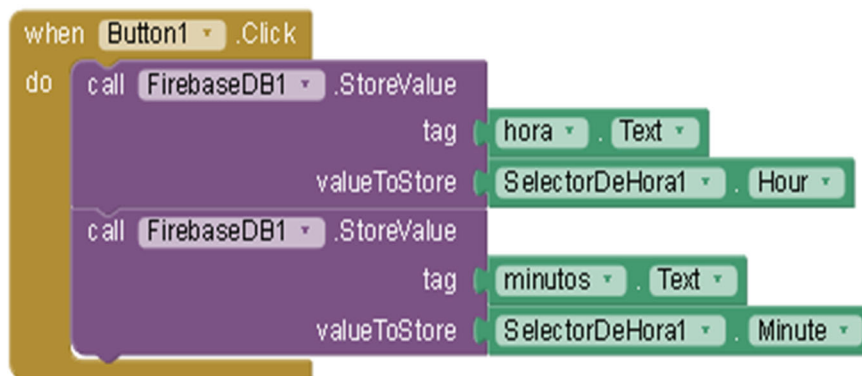 when Button1 .Click
do call FirebaseDB1 .StoreValue
tag hora . Text
valueToStore SelectorDeHora1 . Hour
call FirebaseDB1 .StoreValue
tag minutos . Text
valueToStore SelectorDeHora1 . Minute